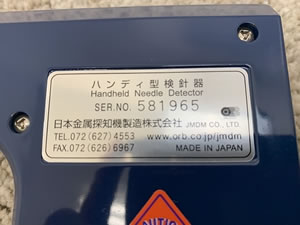 ハンディ型検針器
Handheld Needle Detector
SER.NO. 581965
日本金属探知機製造株式会社 JMDM CO., LTD.
TEL.072(627)4553 www.orb.co.jp/jmdm
FAX.072(626)6967 MADE IN JAPAN